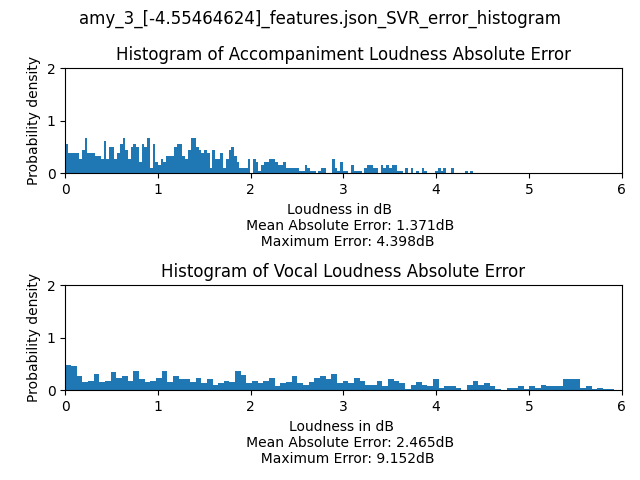 amy_3_[-4.55464624]_features.json_SVR_error_histogram
Histogram of Accompaniment Loudness Absolute Error
Probability density
2
1
0
0 1 2 3 4 5 6
Loudness in dB
Mean Absolute Error: 1.371dB
Maximum Error: 4.398dB
Histogram of Vocal Loudness Absolute Error
Probability density
2
1
0
0 1 2 3 4 5 6
Loudness in dB
Mean Absolute Error: 2.465dB
Maximum Error: 9.152dB